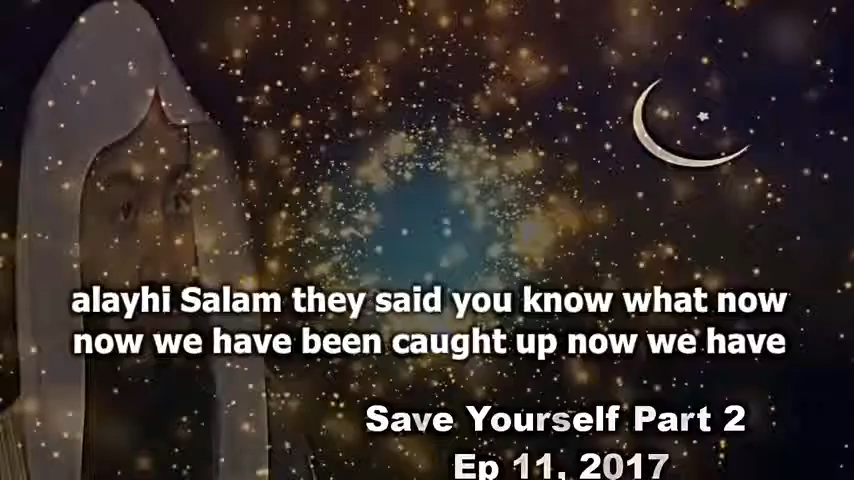 alayhi Salam they said you know what now
now we have been caught up now we have
Save Yourself Part 2
Ep 11, 2017